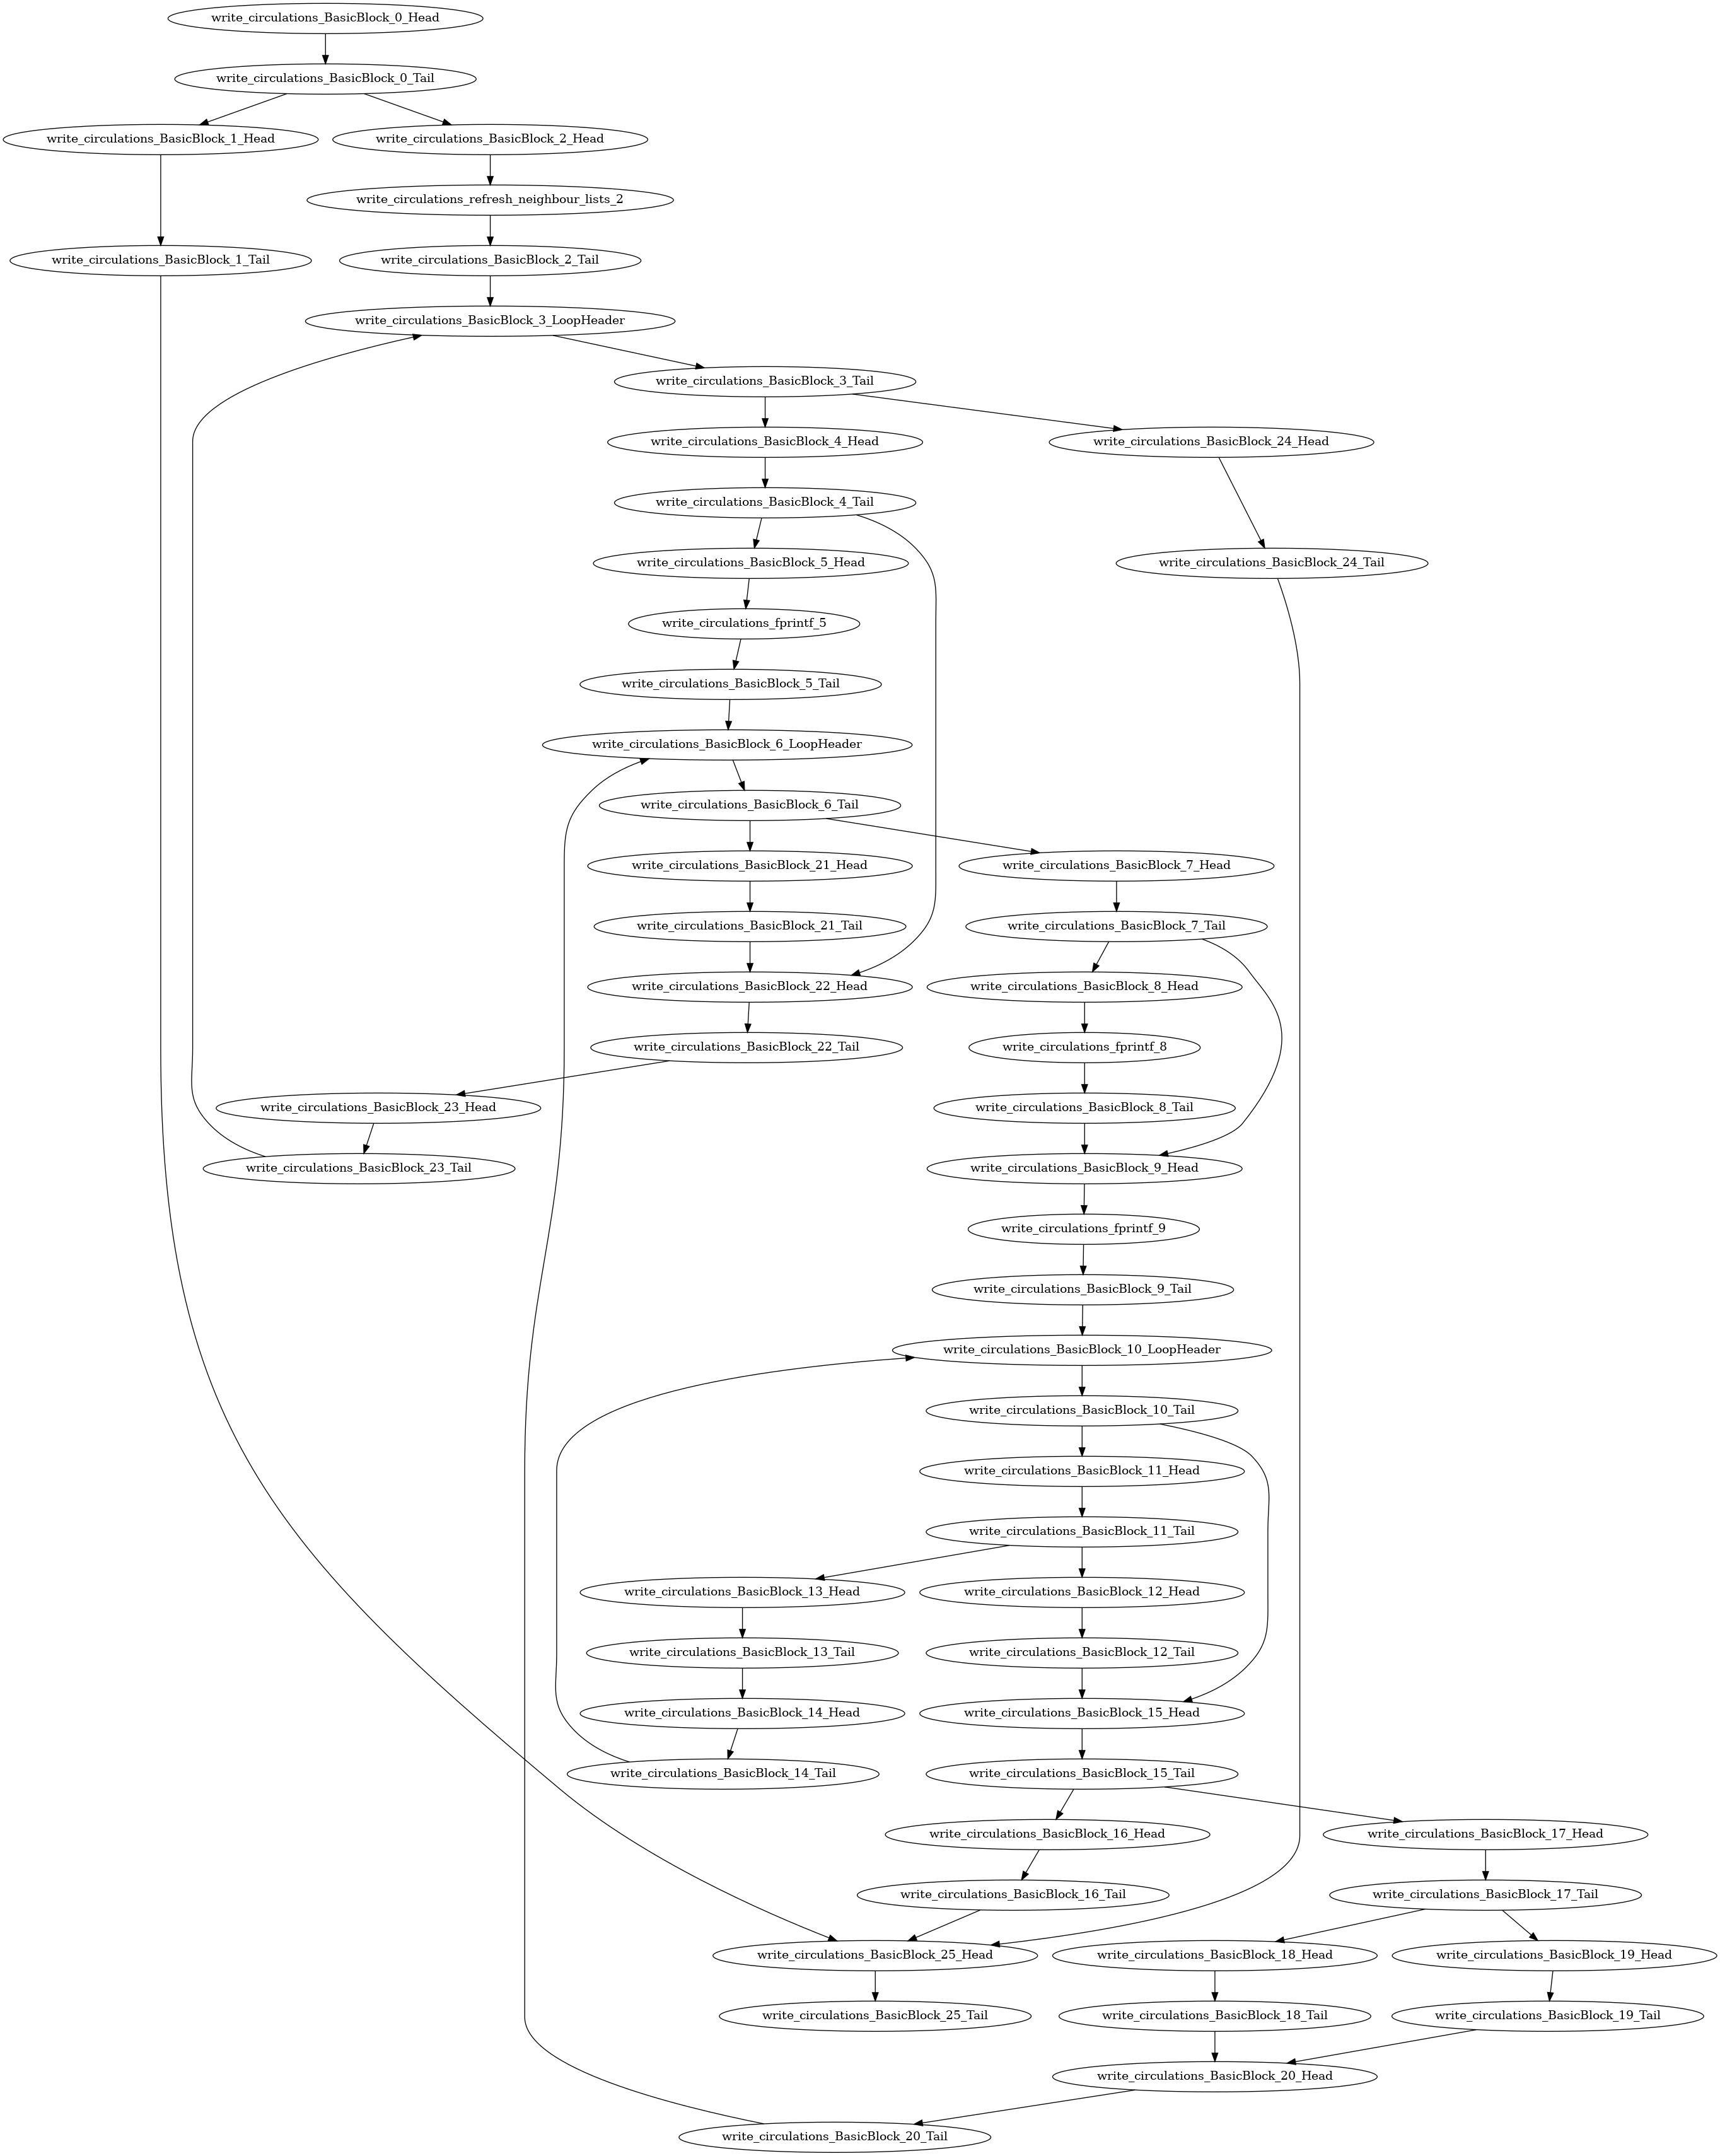 write_circulations_BasicBlock_0_Head
write_circulations_BasicBlock_0_Tail
write_circulations_BasicBlock_1_Head
write_circulations_BasicBlock_2_Head
write_circulations_refresh_neighbour_lists_2
write_circulations_BasicBlock_1_Tail
write_circulations_BasicBlock_2_Tail
write_circulations_BasicBlock_3_LoopHeader
write_circulations_BasicBlock_3_Tail
write_circulations_BasicBlock_4_Head
write_circulations_BasicBlock_24_Head
write_circulations_BasicBlock_4_Tail
write_circulations_BasicBlock_5_Head
write_circulations_BasicBlock_24_Tail
write_circulations_fprintf_5
write_circulations_BasicBlock_5_Tail
write_circulations_BasicBlock_6_LoopHeader
write_circulations_BasicBlock_6_Tail
write_circulations_BasicBlock_21_Head
write_circulations_BasicBlock_7_Head
write_circulations_BasicBlock_21_Tail
write_circulations_BasicBlock_7_Tail
write_circulations_BasicBlock_22_Head
write_circulations_BasicBlock_8_Head
write_circulations_BasicBlock_22_Tail
write_circulations_fprintf_8
write_circulations_BasicBlock_23_Head
write_circulations_BasicBlock_8_Tail
write_circulations_BasicBlock_23_Tail
write_circulations_BasicBlock_9_Head
write_circulations_fprintf_9
write_circulations_BasicBlock_9_Tail
write_circulations_BasicBlock_10_LoopHeader
write_circulations_BasicBlock_10_Tail
write_circulations_BasicBlock_11_Head
write_circulations_BasicBlock_11_Tail
write_circulations_BasicBlock_13_Head
write_circulations_BasicBlock_12_Head
write_circulations_BasicBlock_13_Tail
write_circulations_BasicBlock_12_Tail
write_circulations_BasicBlock_14_Head
write_circulations_BasicBlock_15_Head
write_circulations_BasicBlock_14_Tail
write_circulations_BasicBlock_15_Tail
write_circulations_BasicBlock_16_Head
write_circulations_BasicBlock_17_Head
write_circulations_BasicBlock_16_Tail
write_circulations_BasicBlock_17_Tail
write_circulations_BasicBlock_25_Head
write_circulations_BasicBlock_18_Head
write_circulations_BasicBlock_19_Head
write_circulations_BasicBlock_25_Tail
write_circulations_BasicBlock_18_Tail
write_circulations_BasicBlock_19_Tail
write_circulations_BasicBlock_20_Head
write_circulations_BasicBlock_20_Tail